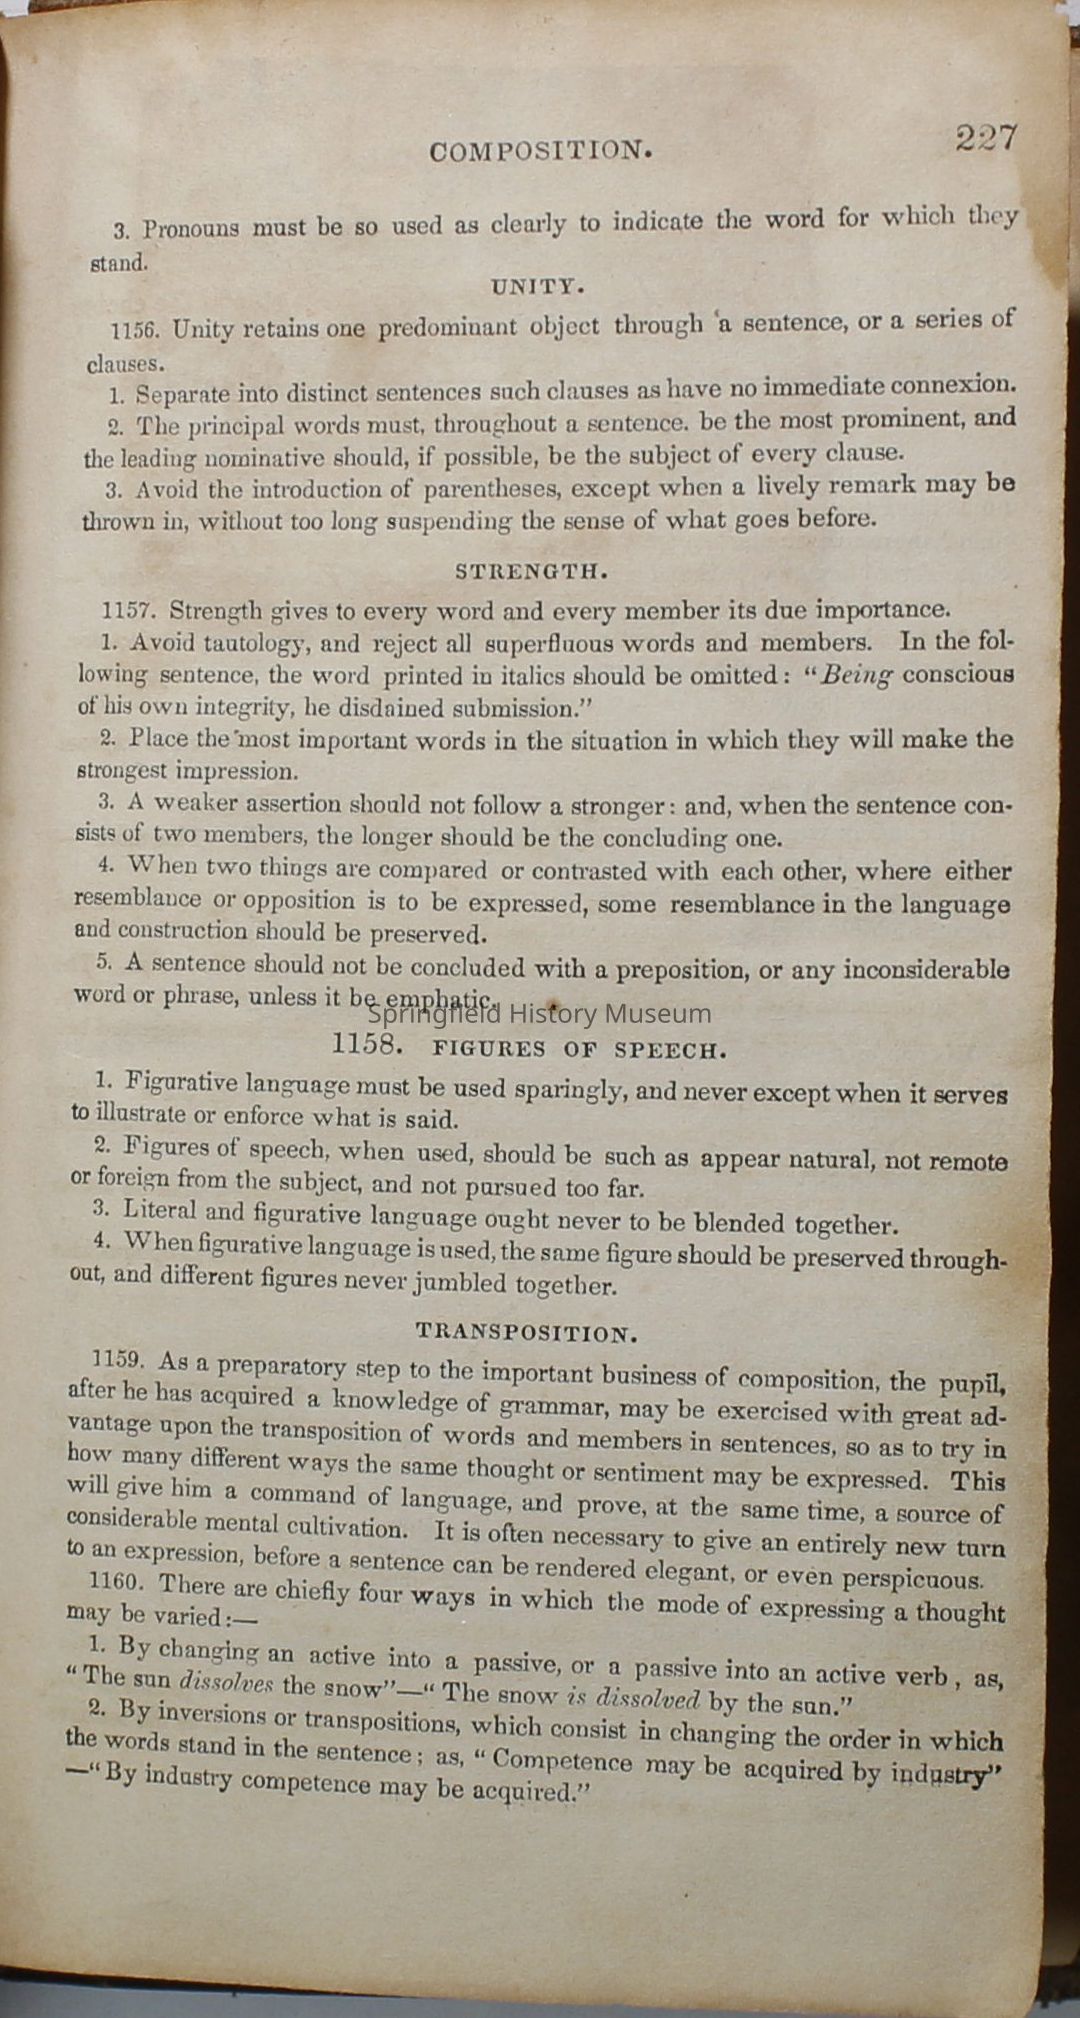 COMPOSITION. 227
3. Pronouns must be so used as clearly to indicate the word for which they
stand.
UNITY.
1156. Unity retains one predominant object through a sentence, or a series of
clauses.
1. Separate into distinct sentences such clauses as have no immediate connexion.
2. The principal words must, throughout a sentence. be the most prominent, and
the leading nominative should, if possible, be the subject of every clause.
3. Avoid the introduction of parentheses, except when a lively remark may be
thrown in, without too long suspending the sense of what goes before.
STRENGTH.
1157. Strength gives to every word and every member its due importance.
1. Avoid tautology, and reject all superfluous words and members. In the fol-
lowing sentence, the word printed in italics should be omitted: "Being conscious
of his own integrity, he disdained submission."
2. Place the most important words in the situation in which they will make the
strongest impression.
3. A weaker assertion should not follow a stronger: and, when the sentence con-
sists of two members, the longer should be the concluding one.
4. When two things are compared or contrasted with each other, where either
resemblance or opposition is to be expressed, some resemblance in the language
and construction should be preserved.
5. A sentence should not be concluded with a preposition, or any inconsiderable
word or phrase, unless it be emphatic.
Springfield History Museum
1158. FIGURES OF SPEECH.
1. Figurative language must be used sparingly, and never except when it serves
to illustrate or enforce what is said.
2. Figures of speech, when used, should be such as appear natural, not remote
or foreign from the subject, and not pursued too far.
3. Literal and figurative language ought never to be blended together.
4. When figurative language is used, the same figure should be preserved through-
out, and different figures never jumbled together.
TRANSPOSITION.
1159. As a preparatory step to the important business of composition, the pupil,
after he has acquired a knowledge of grammar, may be exercised with great ad-
vantage upon the transposition of words and members in sentences, so as to try in
how many different ways the same thought or sentiment may be expressed. This
will give him a command of language, and prove, at the same time, a source of
considerable mental cultivation. It is often necessary to give an entirely new turn
to an expression, before a sentence can be rendered elegant, or even perspicuous.
1160. There are chiefly four ways in which the mode of expressing a thought
may be varied:—
1. By changing an active into a passive, or a passive into an active verb, as,
"The sun dissolves the snow"—"The snow is dissolved by the sun."
2. By inversions or transpositions, which consist in changing the order in which
the words stand in the sentence; as, "Competence may be acquired by industry"
—"By industry competence may be acquired."